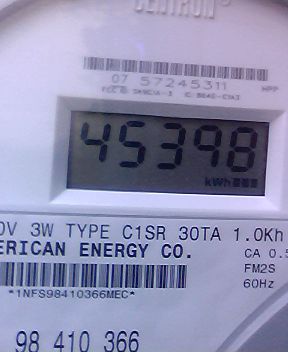 CENTRON
07 57245311
45398
kWh
0V 3W TYPE C1SR 30TA 1.0Kh
ERICAN ENERGY CO.
CA 0.5
FM2S
60Hz
*1NFS98410366MEC*
98 410 366